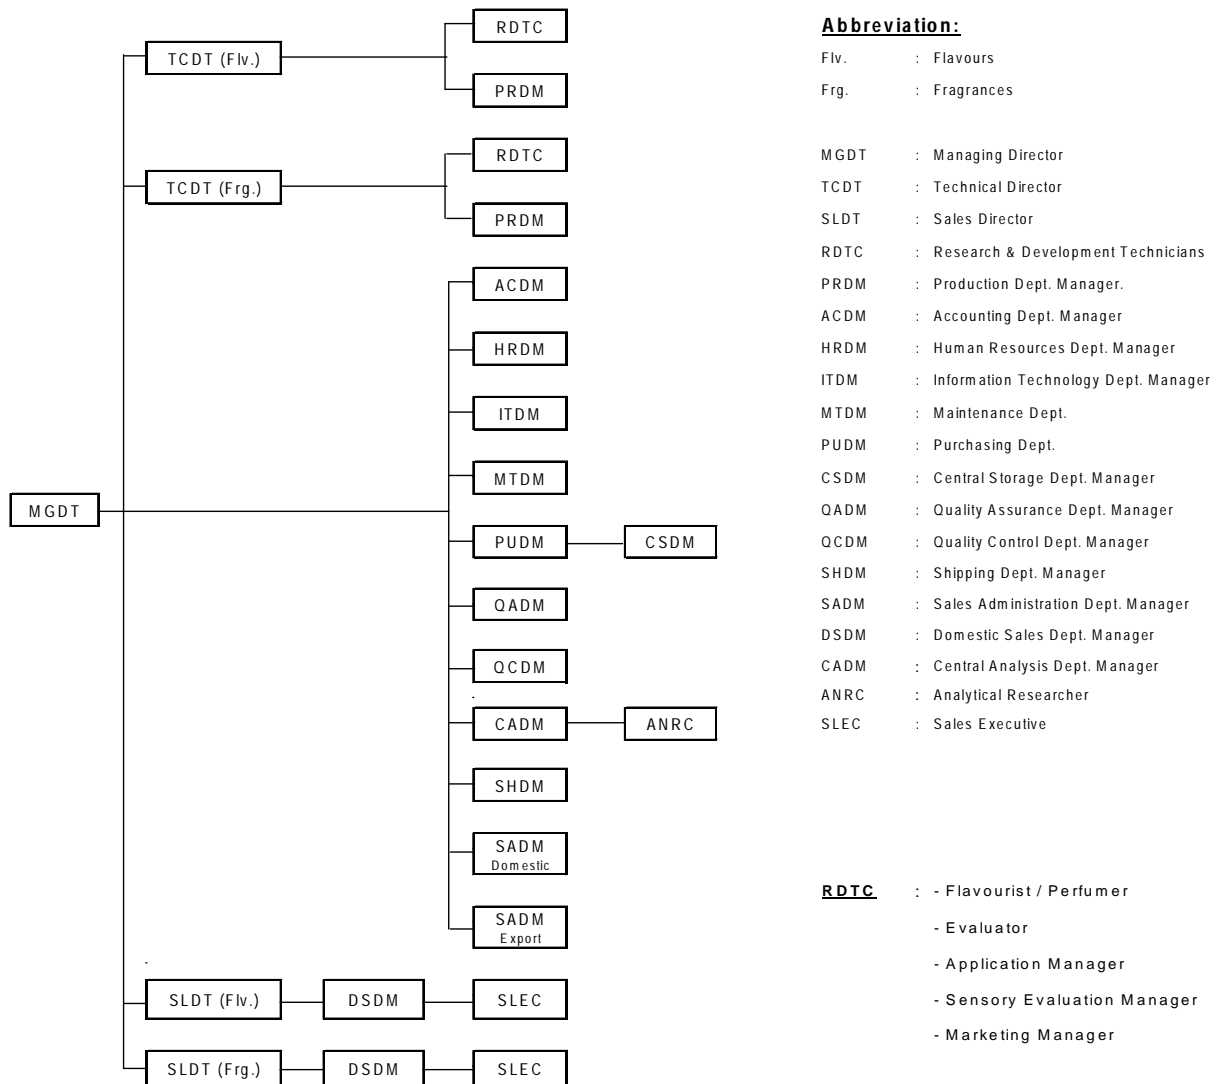 RDTC
TCDT (Flv.)
PRDM
RDTC
TCDT (Frg.)
PRDM
ACDM
HRDM
ITDM
MTDM
MGDT
PUDM CSDM
QADM
QCDM
CADM ANRC
SHDM
SADM
Domestic
SADM
Export
SLDT (Flv.) DSDM SLEC
SLDT (Frg.) DSDM SLEC
Abbreviation:
Flv. : Flavours
Frg. : Fragrances
MGDT : Managing Director
TCDT : Technical Director
SLDT : Sales Director
RDTC : Research & Development Technicians
PRDM : Production Dept. Manager.
ACDM : Accounting Dept. Manager
HRDM : Human Resources Dept. Manager
ITDM : Information Technology Dept. Manager
MTDM : Maintenance Dept.
PUDM : Purchasing Dept.
CSDM : Central Storage Dept. Manager
QADM : Quality Assurance Dept. Manager
QCDM : Quality Control Dept. Manager
SHDM : Shipping Dept. Manager
SADM : Sales Administration Dept. Manager
DSDM : Domestic Sales Dept. Manager
CADM : Central Analysis Dept. Manager
ANRC : Analytical Researcher
SLEC : Sales Executive
RDTC : - Flavourist / Perfumer
- Evaluator
- Application Manager
- Sensory Evaluation Manager
- Marketing Manager